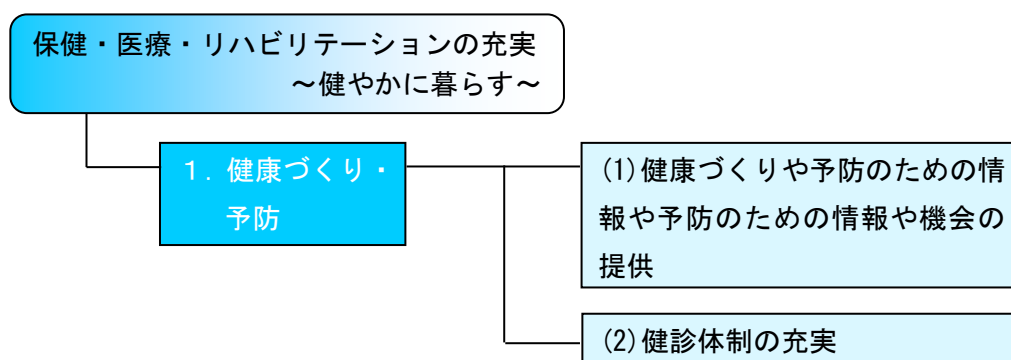 保健・医療・リハビリテーションの充実
～健やかに暮らす～
１．健康づくり・
予防
(1)健康づくりや予防のための情
報や予防のための情報や機会の
提供
(2)健診体制の充実